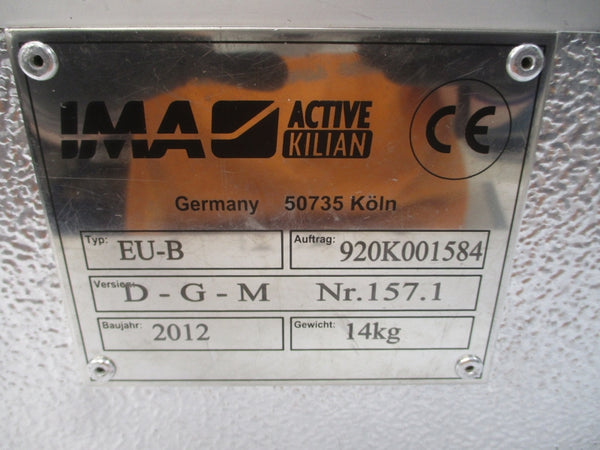 IMA ACTIVE KILIAN CE
Germany 50735 Köln
Typ: EU-B Auftrag: 920K001584
Version: D - G - M Nr.157.1
Baujahr: 2012 Gewicht: 14kg